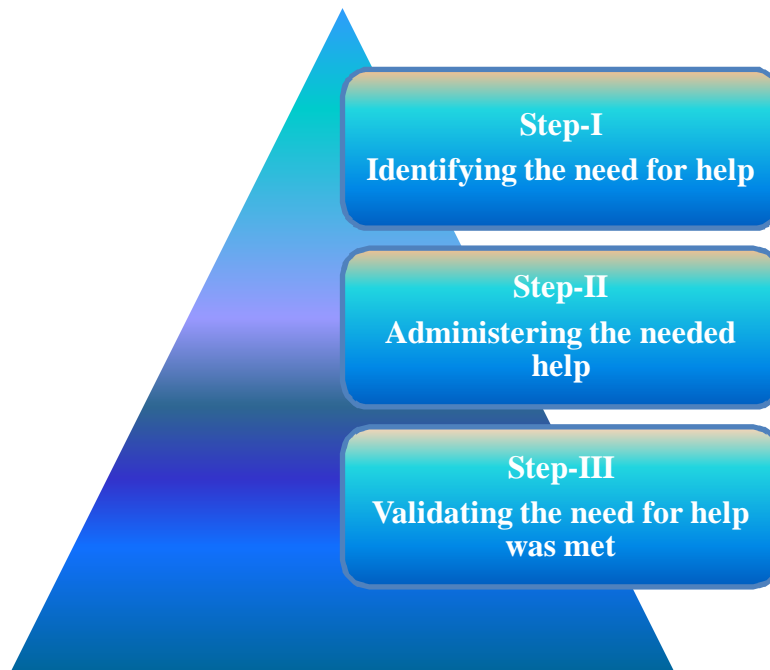 Step-I
Identifying the need for help
Step-II
Administering the needed
help
Step-III
Validating the need for help
was met